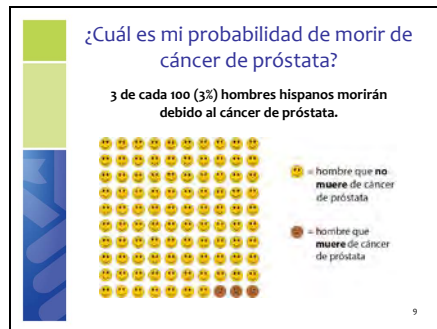 ¿Cuál es mi probabilidad de morir de
cáncer de próstata?
3 de cada 100 (3%) hombres hispanos morirán
debido al cáncer de próstata.
= hombre que no
muere de cáncer
de próstata
= hombre que
muere de cáncer
de próstata
9